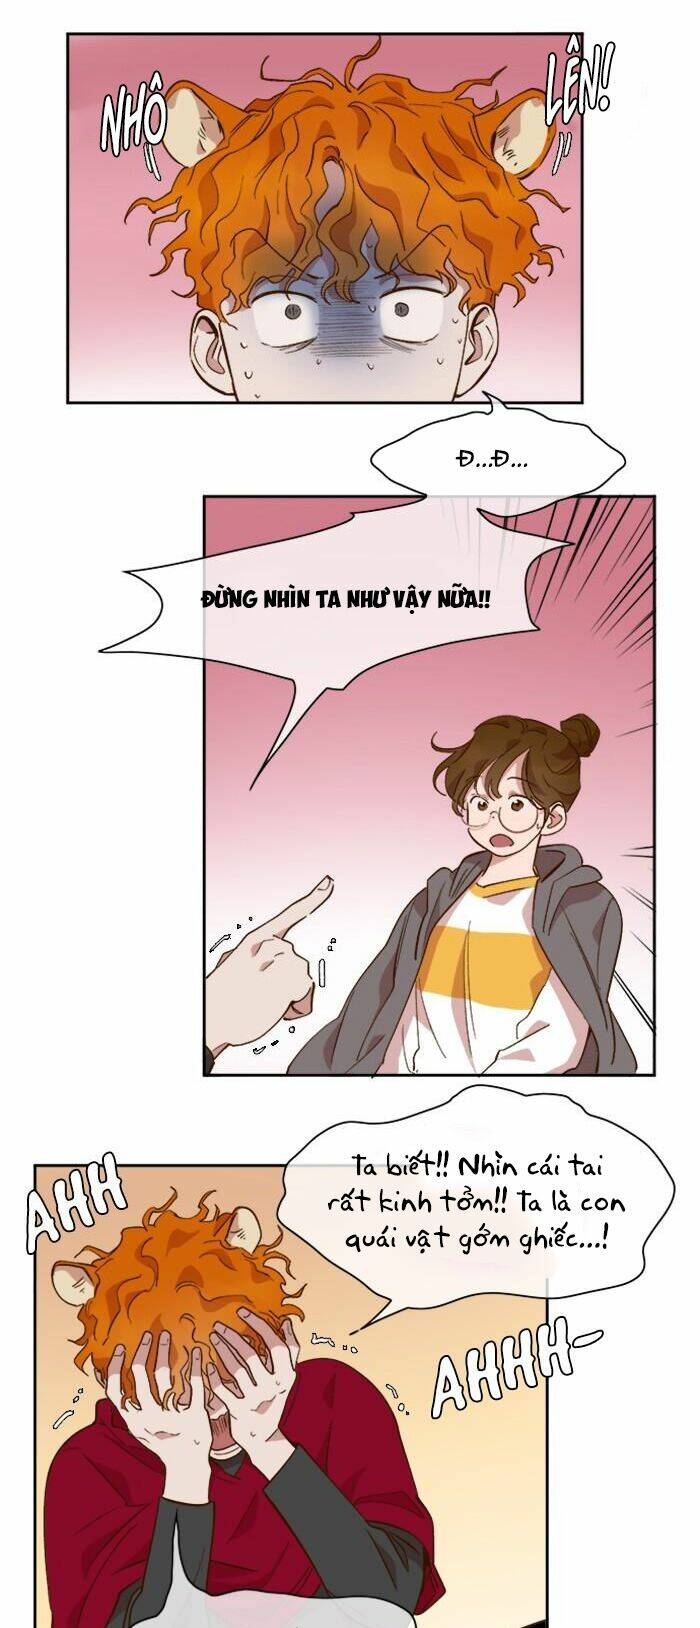 NHÔ
LÊN!
Đ...Đ...
ĐỪNG NHÌN TA NHƯ VẬY NỮA!!
Ta biết!! Nhìn cái tai
rất kinh tởm!! Ta là con
quái vật gớm ghiếc...!
AHH
AHHH-